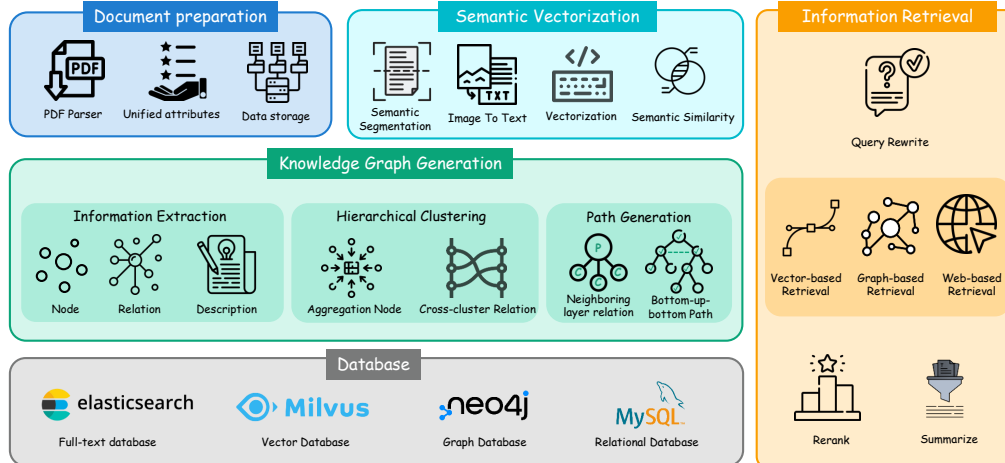 Document preparation
PDF
PDF Parser
Unified attributes
Data storage
Semantic Vectorization
TXT
Semantic
Segmentation
Image To Text
Vectorization
Semantic Similarity
Knowledge Graph Generation
Information Extraction
Node
Relation
Description
Hierarchical Clustering
Aggregation Node
Cross-cluster Relation
Path Generation
P
C
C
C
Neighboring
layer relation
Bottom-up-
bottom Path
Database
elasticsearch
Full-text database
Milvus
Vector Database
neo4j
Graph Database
MySQL
Relational Database
Information Retrieval
?
Query Rewrite
Vector-based
Retrieval
Graph-based
Retrieval
Web-based
Retrieval
Rerank
Summarize